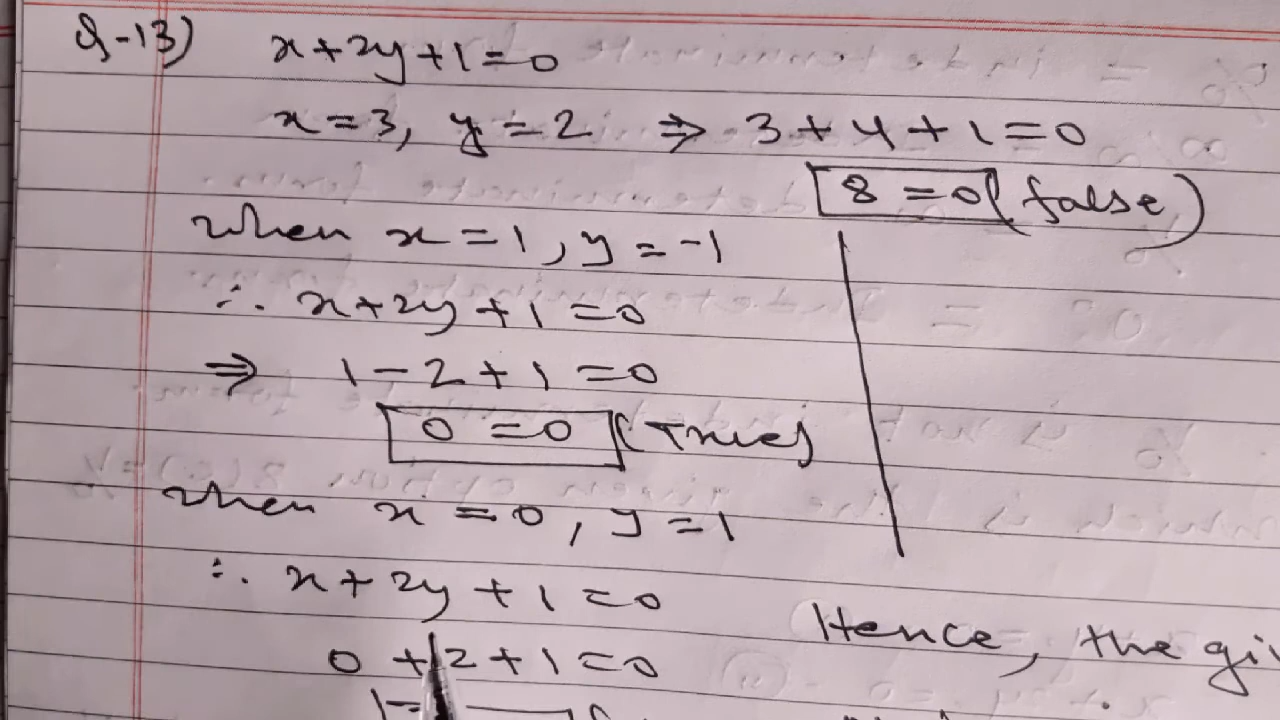 Q-13) x+2y+1=0
x=3, y=2 ⇒ 3+4+1=0
8=0 (false)
when x=1, y=-1
∴ x+2y+1=0
⇒ 1-2+1=0
0=0 (True)
when x=0, y=1
∴ x+2y+1=0
Hence, the gi
0+2+1=0